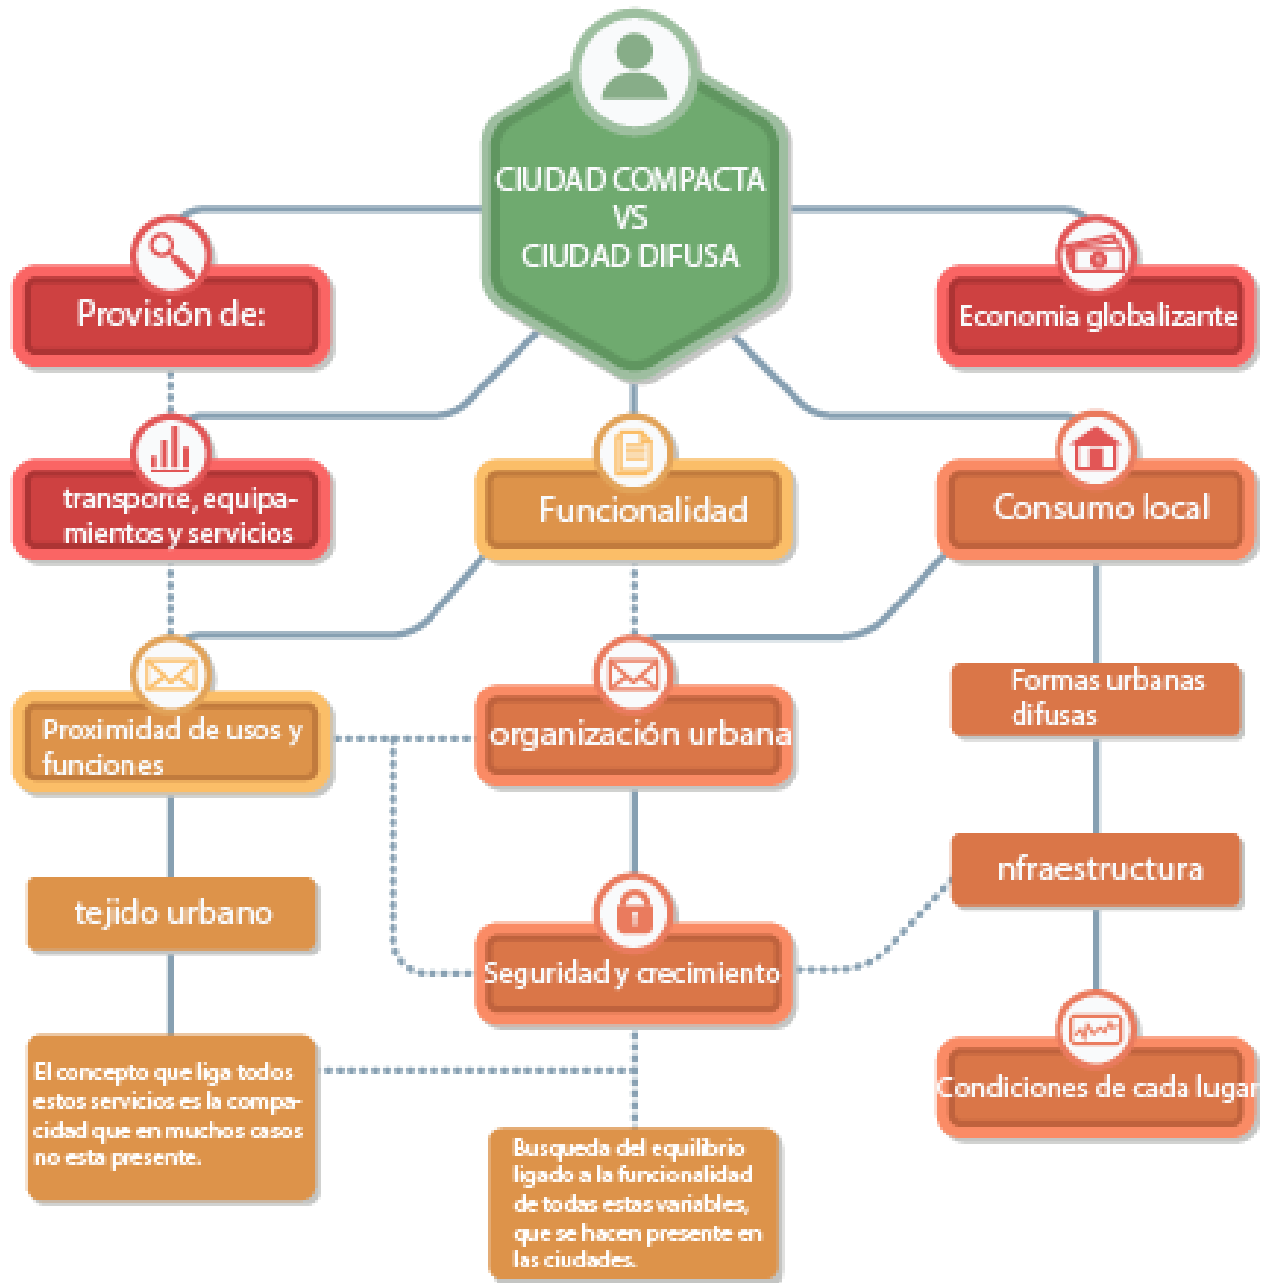 CIUDAD COMPACTA
VS
CIUDAD DIFUSA
Provisión de:
Economia globalizante
transporte, equipa-
mientos y servicios
Funcionalidad
Consumo local
Proximidad de usos y
funciones
organización urbana
Formas urbanas
difusas
tejido urbano
Seguridad y crecimiento
nfraestructura
El concepto que liga todos
estos servicios es la compa-
cidad que en muchos casos
no esta presente.
Condiciones de cada lugar
Busqueda del equilibrio
ligado a la funcionalidad
de todas estas variables,
que se hacen presente en
las ciudades.